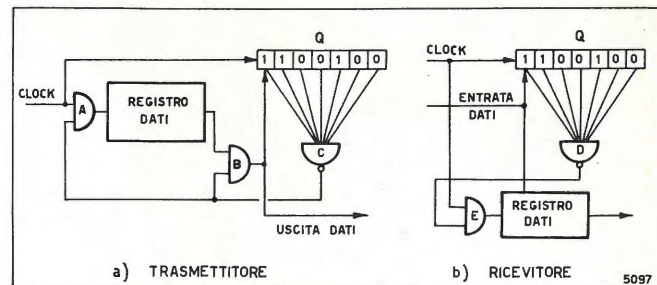 Q
1 1 0 0 1 0 0
CLOCK
A
REGISTRO
DATI
B
C
USCITA DATI
a) TRASMETTITORE
Q
CLOCK
1 1 0 0 1 0 0
ENTRATA
DATI
D
E
REGISTRO
DATI
b) RICEVITORE
5097